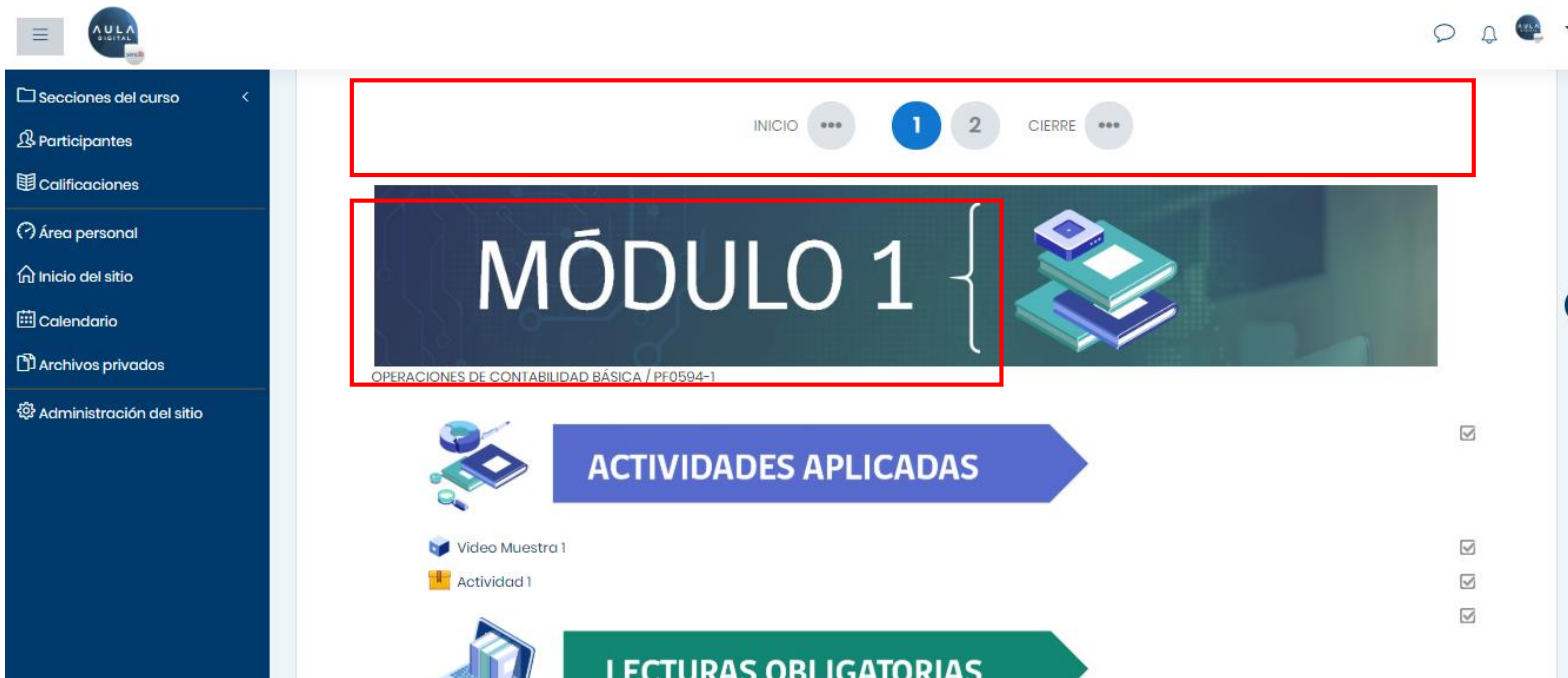 AULA
DIGITAL
Secciones del curso
Participantes
Calificaciones
Área personal
Inicio del sitio
Calendario
Archivos privados
Administración del sitio
INICIO ••• 1 2 CIERRE •••
MÓDULO 1
OPERACIONES DE CONTABILIDAD BÁSICA / PF0594-1
ACTIVIDADES APLICADAS
Video Muestra 1
Actividad 1
LECTURAS OBLIGATORIAS